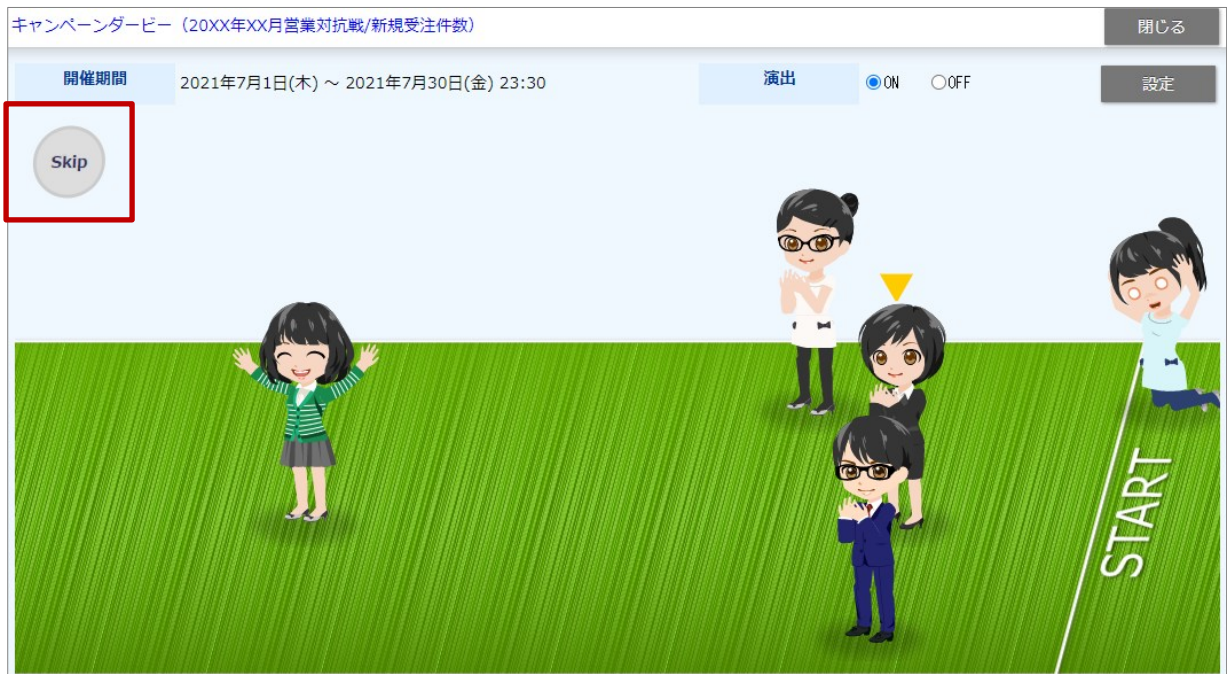 キャンペーンダービー（20XX年XX月営業対抗戦/新規受注件数）
閉じる
開催期間
2021年7月1日(木) ～ 2021年7月30日(金) 23:30
演出
ON
OFF
設定
Skip
START